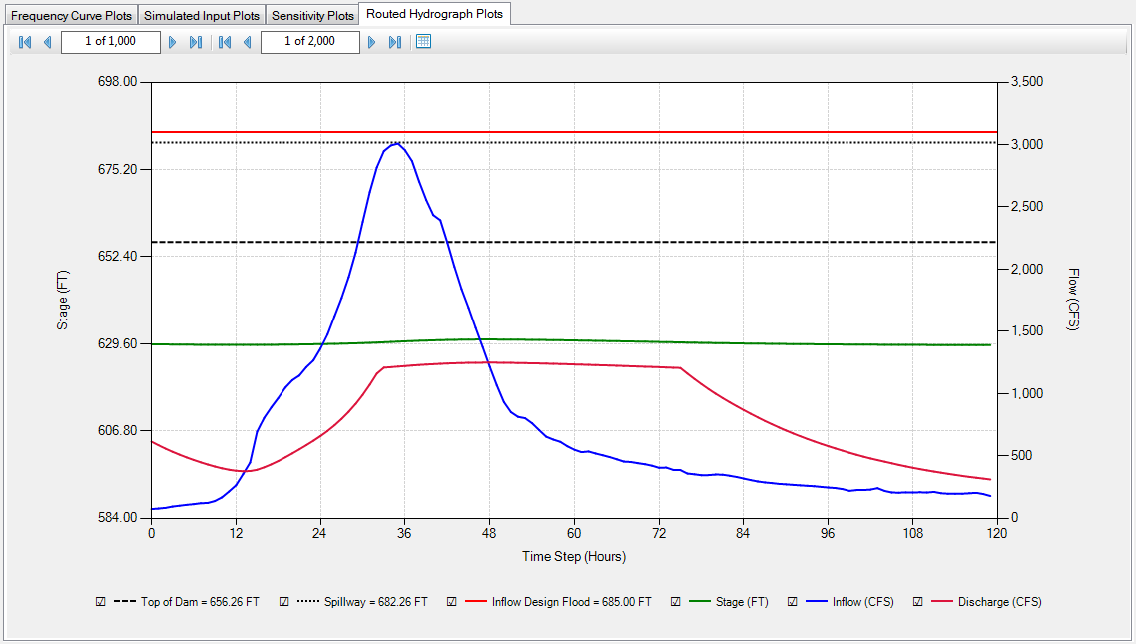 Frequency Curve Plots Simulated Input Plots Sensitivity Plots Routed Hydrograph Plots
1 of 1,000 1 of 2,000
698.00 3,500
3,000
675.20
2,500
652.40
2,000
Stage (FT) Flow (CFS)
629.60 1,500
1,000
606.80
500
584.00 0
0 12 24 36 48 60 72 84 96 108 120
Time Step (Hours)
Top of Dam = 656.26 FT Spillway = 682.26 FT Inflow Design Flood = 685.00 FT Stage (FT) Inflow (CFS) Discharge (CFS)